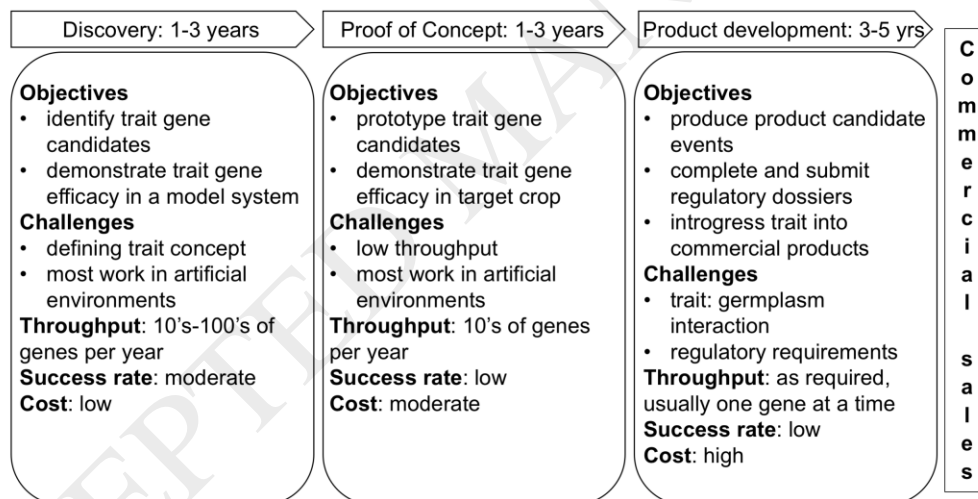 Discovery: 1-3 years
Objectives
• identify trait gene
candidates
• demonstrate trait gene
efficacy in a model system
Challenges
• defining trait concept
• most work in artificial
environments
Throughput: 10's-100's of
genes per year
Success rate: moderate
Cost: low
Proof of Concept: 1-3 years
Objectives
• prototype trait gene
candidates
• demonstrate trait gene
efficacy in target crop
Challenges
• low throughput
• most work in artificial
environments
Throughput: 10's of genes
per year
Success rate: low
Cost: moderate
Product development: 3-5 yrs
Objectives
• produce product candidate
events
• complete and submit
regulatory dossiers
• introgress trait into
commercial products
Challenges
• trait: germplasm
interaction
• regulatory requirements
Throughput: as required,
usually one gene at a time
Success rate: low
Cost: high
Commercial sales
EPTED MAN